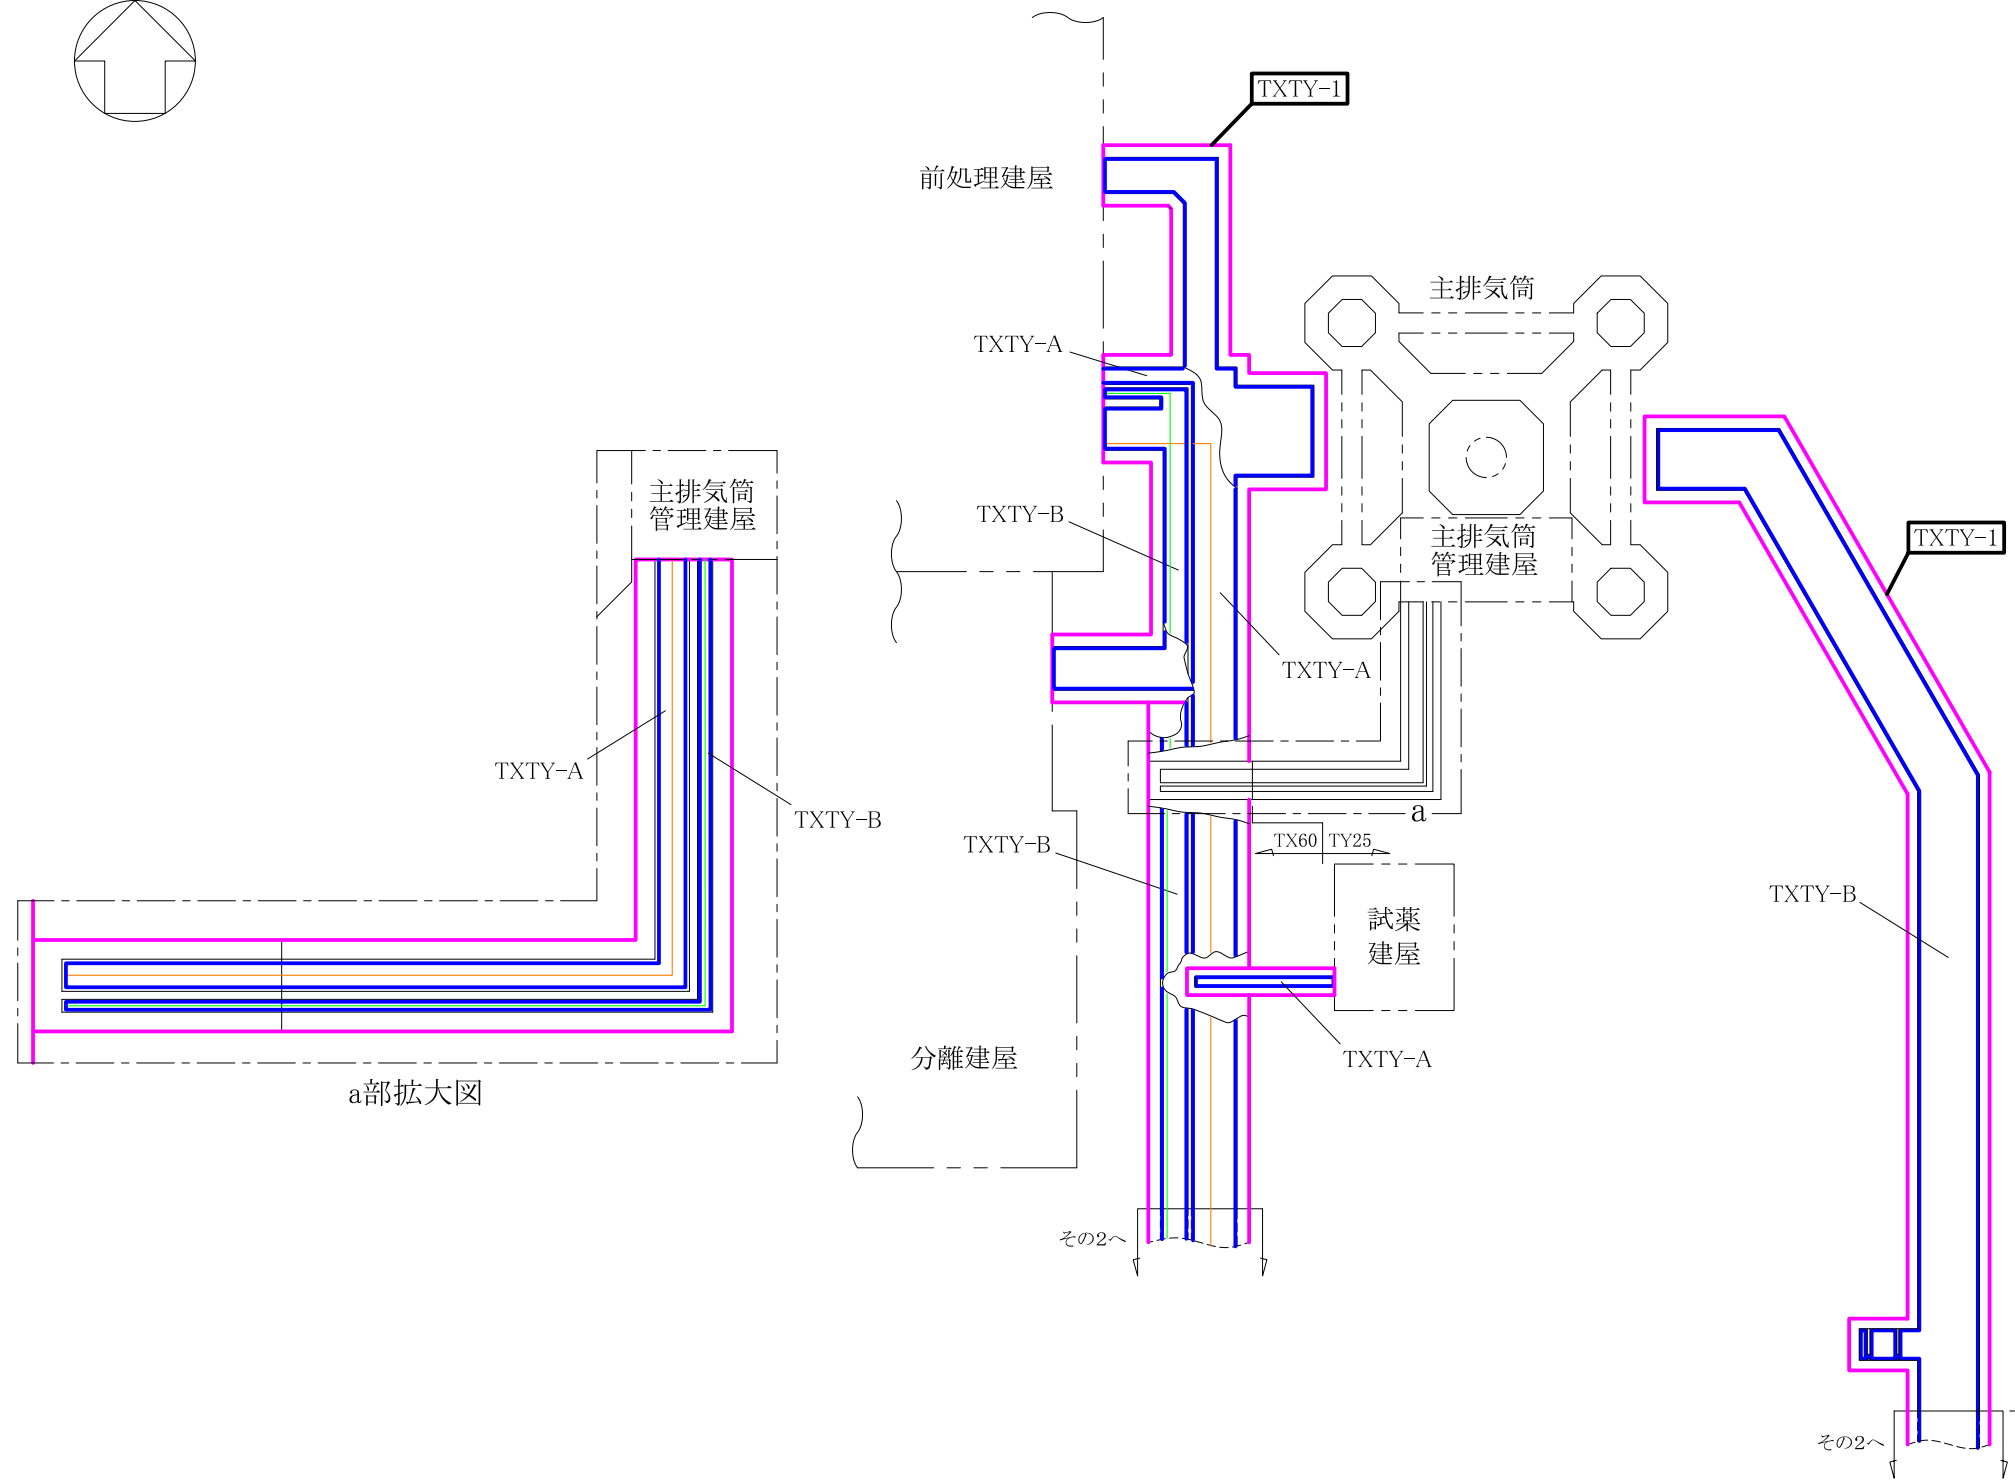 TXTY-1
前処理建屋
主排気筒
TXTY-A
主排気筒
管理建屋
TXTY-B
主排気筒
管理建屋
TXTY-1
TXTY-A
TXTY-A
TXTY-B
a
TXTY-B
TX60
TY25
TXTY-B
試薬
建屋
分離建屋
TXTY-A
a部拡大図
その2へ
その2へ